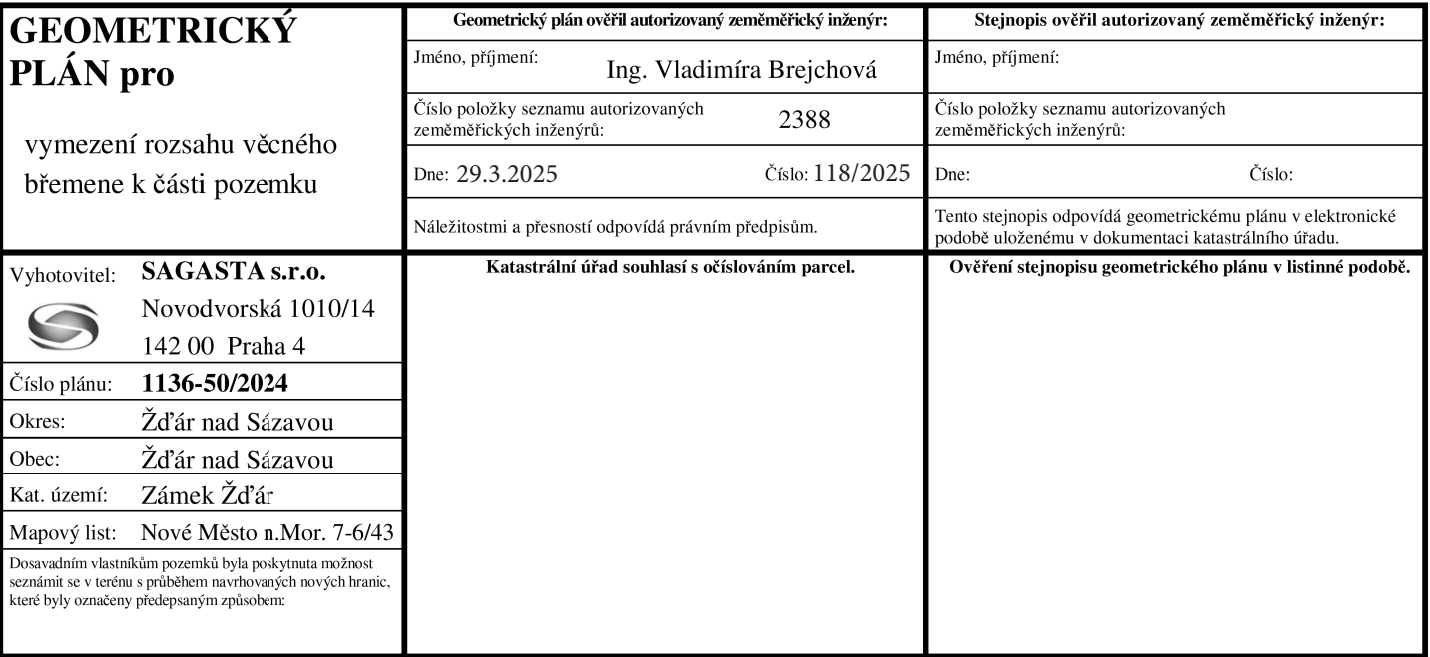 GEOMETRICKÝ
PLÁN pro
vymezení rozsahu věcného
břemene k části pozemku
Geometrický plán ověřil autorizovaný zeměměřický inženýr:
Jméno, příjmení:
Ing. Vladimíra Brejchová
Číslo položky seznamu autorizovaných
zeměměřických inženýrů:
2388
Dne: 29.3.2025 Číslo: 118/2025
Náležitostmi a přesností odpovídá právním předpisům.
Stejnopis ověřil autorizovaný zeměměřický inženýr:
Jméno, příjmení:
Číslo položky seznamu autorizovaných
zeměměřických inženýrů:
Dne: Číslo:
Tento stejnopis odpovídá geometrickému plánu v elektronické
podobě uloženému v dokumentaci katastrálního úřadu.
Vyhotovitel: SAGASTA s.r.o.
Novodvorská 1010/14
142 00 Praha 4
Číslo plánu: 1136-50/2024
Okres: Žďár nad Sázavou
Obec: Žďár nad Sázavou
Kat. území: Zámek Žďár
Mapový list: Nové Město n.Mor. 7-6/43
Dosavadním vlastníkům pozemků byla poskytnuta možnost
seznámit se v terénu s průběhem navrhovaných nových hranic,
které byly označeny předepsaným způsobem:
Katastrální úřad souhlasí s očíslováním parcel.
Ověření stejnopisu geometrického plánu v listinné podobě.